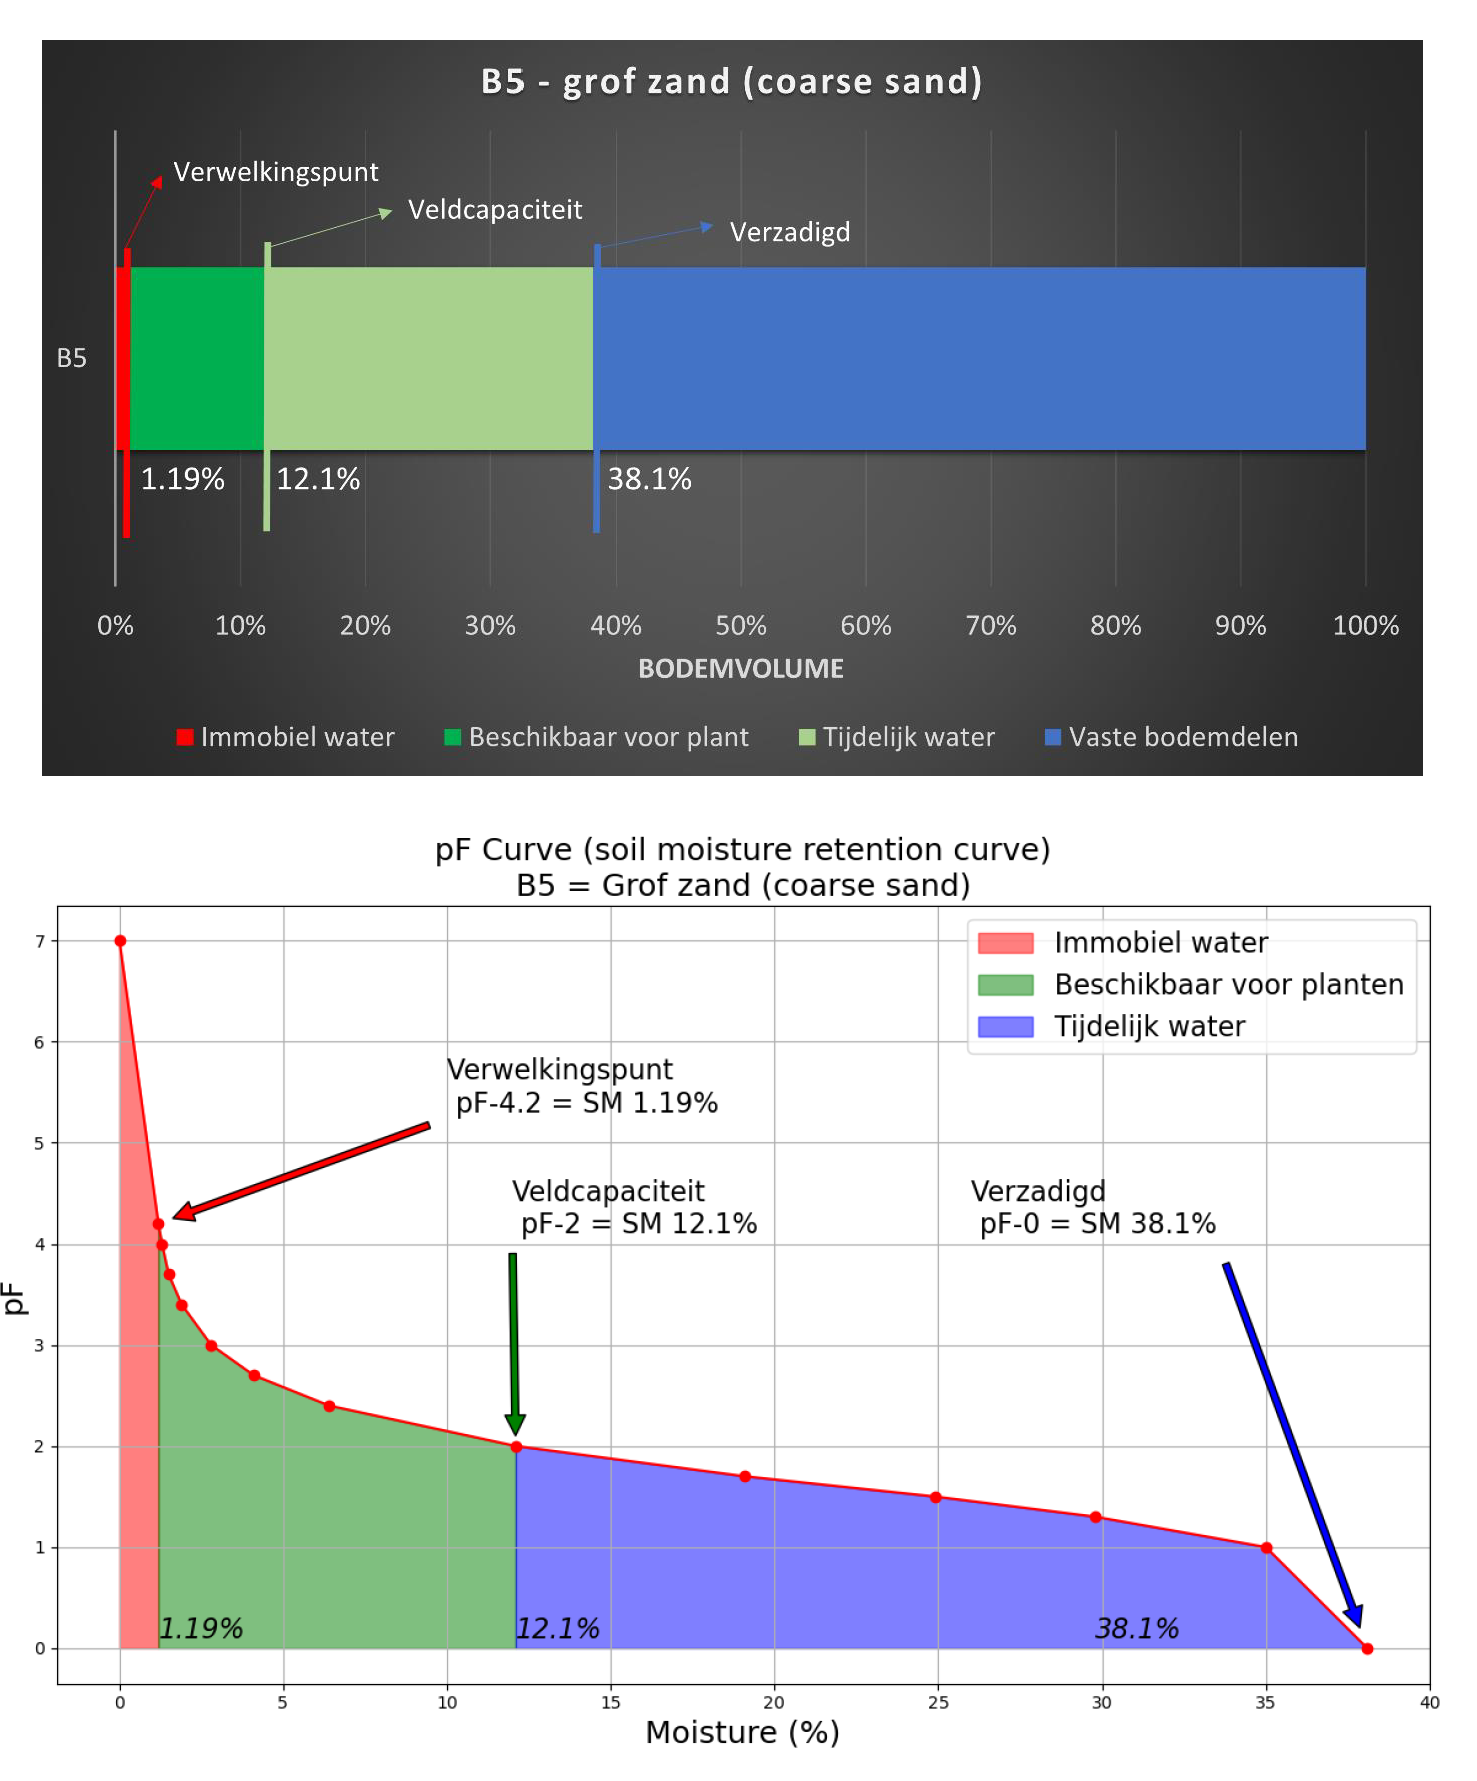 B5 - grof zand (coarse sand)
Verwelkingspunt
Veldcapaciteit
Verzadigd
B5
1.19%
12.1%
38.1%
0% 10% 20% 30% 40% 50% 60% 70% 80% 90% 100%
BODEMVOLUME
Immobiel water Beschikbaar voor plant Tijdelijk water Vaste bodemdelen
pF Curve (soil moisture retention curve)
B5 = Grof zand (coarse sand)
Immobiel water
Beschikbaar voor planten
Tijdelijk water
Verwelkingspunt
pF-4.2 = SM 1.19%
Veldcapaciteit
pF-2 = SM 12.1%
Verzadigd
pF-0 = SM 38.1%
7
6
5
4
3
2
1
0
pF
1.19%
12.1%
38.1%
0 5 10 15 20 25 30 35 40
Moisture (%)